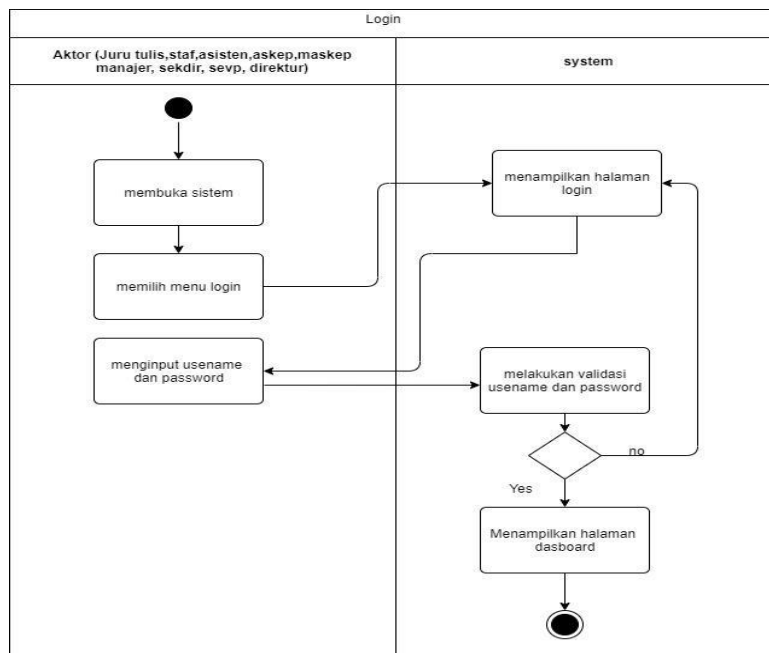 Login
Aktor (Juru tulis,staf,asisten,askep,maskep
manajer, sekdir, sevp, direktur)
system
membuka sistem
menampilkan halaman
login
memilih menu login
menginput usename
dan password
melakukan validasi
usename dan password
no
Yes
Menampilkan halaman
dasboard